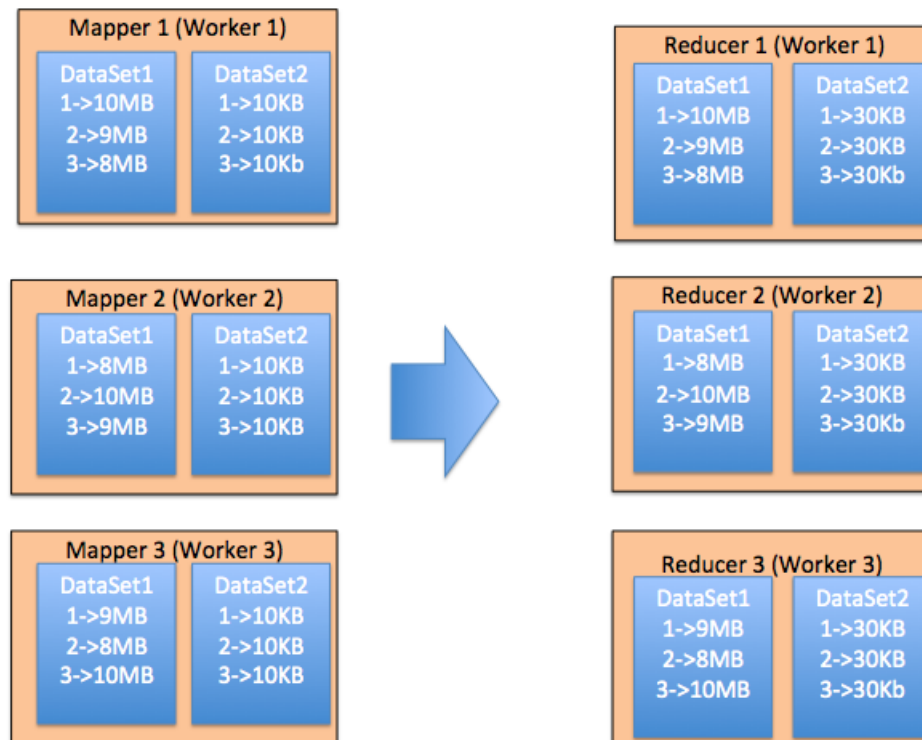 Mapper 1 (Worker 1)
DataSet1
1->10MB
2->9MB
3->8MB
DataSet2
1->10KB
2->10KB
3->10Kb
Mapper 2 (Worker 2)
DataSet1
1->8MB
2->10MB
3->9MB
DataSet2
1->10KB
2->10KB
3->10KB
Mapper 3 (Worker 3)
DataSet1
1->9MB
2->8MB
3->10MB
DataSet2
1->10KB
2->10KB
3->10KB
Reducer 1 (Worker 1)
DataSet1
1->10MB
2->9MB
3->8MB
DataSet2
1->30KB
2->30KB
3->30Kb
Reducer 2 (Worker 2)
DataSet1
1->8MB
2->10MB
3->9MB
DataSet2
1->30KB
2->30KB
3->30Kb
Reducer 3 (Worker 3)
DataSet1
1->9MB
2->8MB
3->10MB
DataSet2
1->30KB
2->30KB
3->30Kb